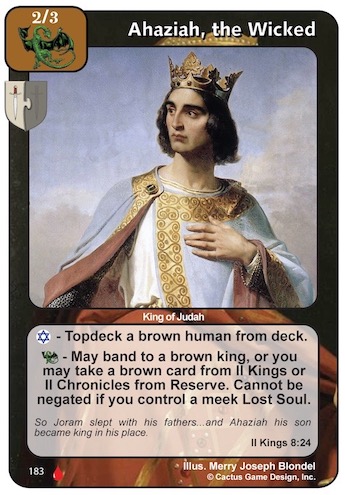 2/3
Ahaziah, the Wicked
King of Judah
- Topdeck a brown human from deck.
- May band to a brown king, or you
may take a brown card from II Kings or
II Chronicles from Reserve. Cannot be
negated if you control a meek Lost Soul.
So Joram slept with his fathers...and Ahaziah his son
became king in his place.
II Kings 8:24
183
Illus. Merry Joseph Blondel
© Cactus Game Design, Inc.